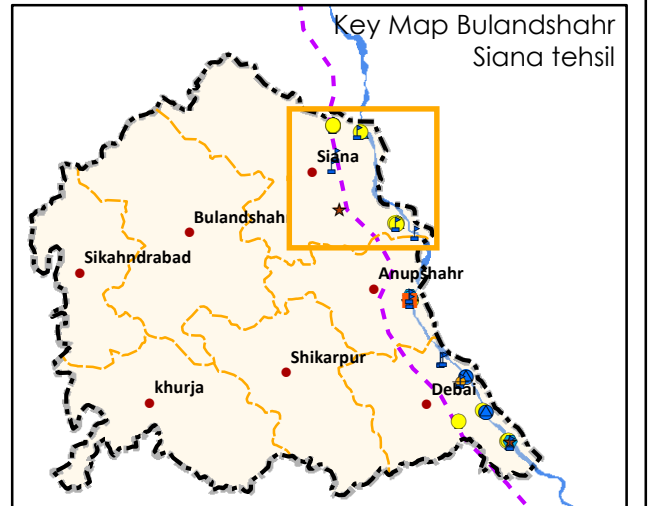 Key Map Bulandshahr
Siana tehsil
Siana
Bulandshah
Sikahndrabad
Anupshahr
Shikarpur
khurja
Debai